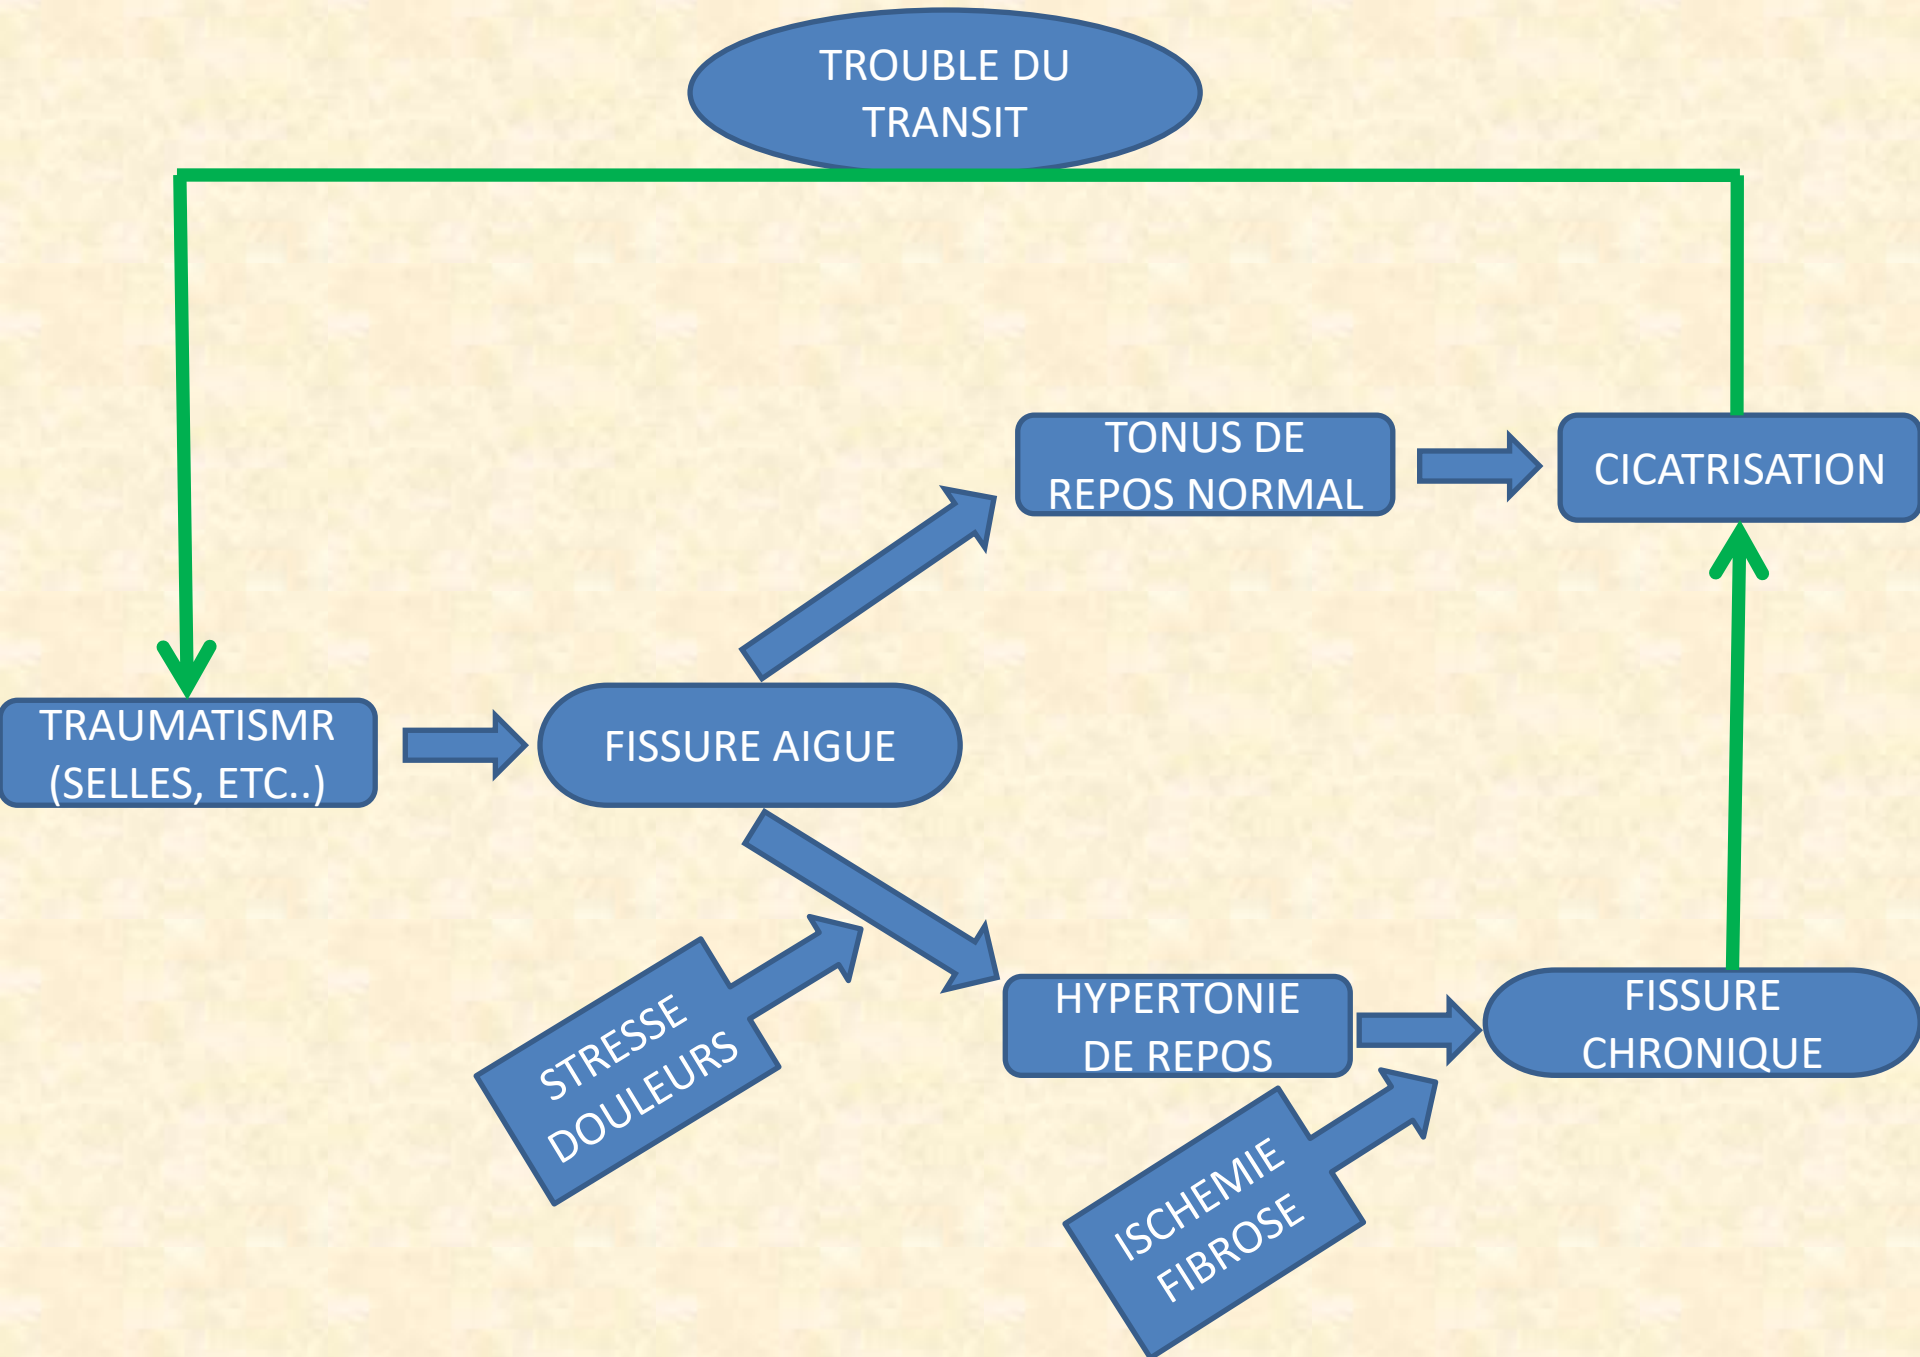 TROUBLE DU
TRANSIT
TONUS DE
REPOS NORMAL
CICATRISATION
TRAUMATISMR
(SELLES, ETC..)
FISSURE AIGUE
STRESSE
DOULEURS
HYPERTONIE
DE REPOS
FISSURE
CHRONIQUE
ISCHEMIE
FIBROSE